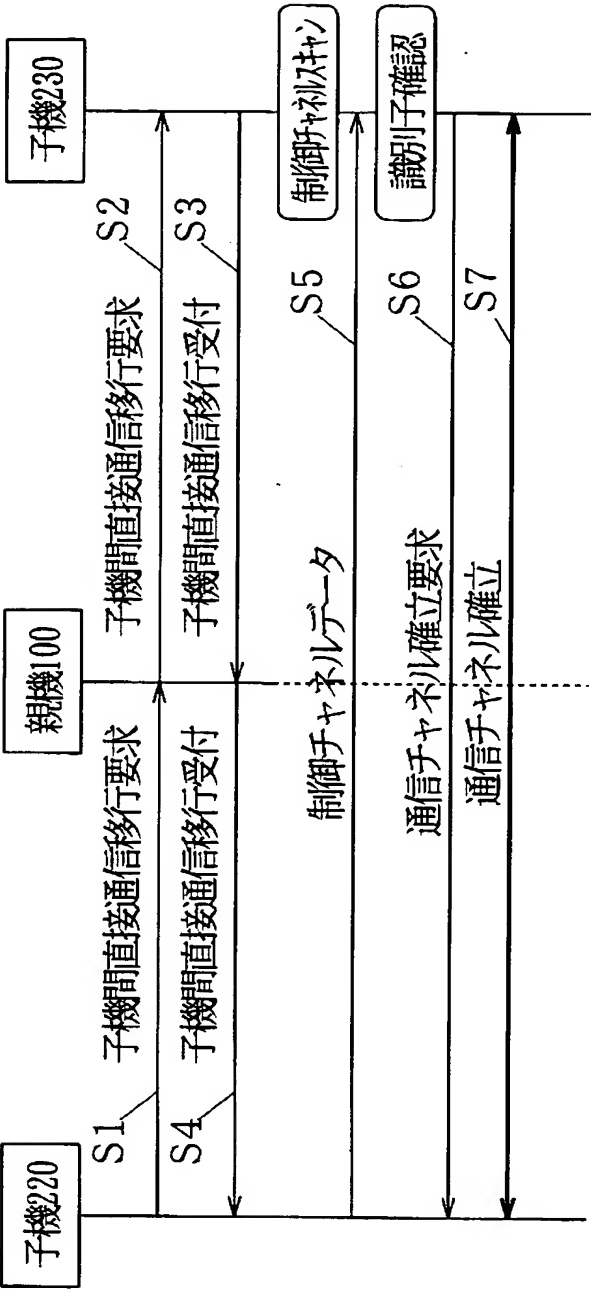 子機220
親機100
子機230
S1
子機間直接通信移行要求
子機間直接通信移行要求
S2
S4
子機間直接通信移行受付
子機間直接通信移行受付
S3
制御チャネルスキャン
制御チャネルデータ
S5
識別子確認
通信チャネル確立要求
S6
通信チャネル確立
S7